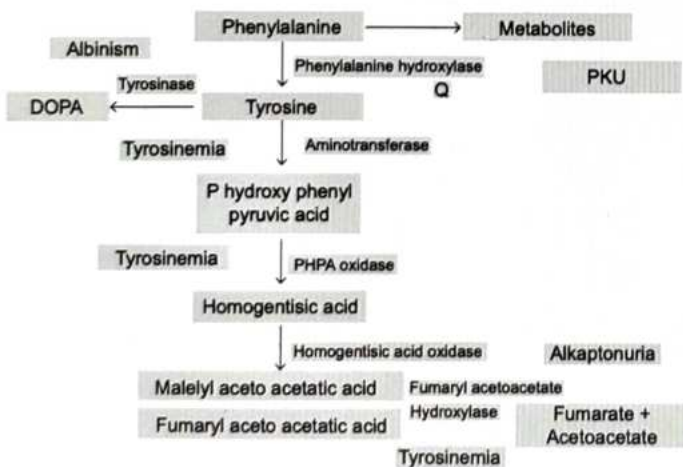 Phenylalanine
Metabolites
Albinism
Phenylalanine hydroxylase
Q
PKU
Tyrosinase
DOPA
Tyrosine
Tyrosinemia
Aminotransferase
P hydroxy phenyl
pyruvic acid
Tyrosinemia
PHPA oxidase
Homogentisic acid
Homogentisic acid oxidase
Alkaptonuria
Malelyl aceto acetatic acid
Fumaryl acetoacetate
Hydroxylase
Fumaryl aceto acetatic acid
Fumarate +
Acetoacetate
Tyrosinemia